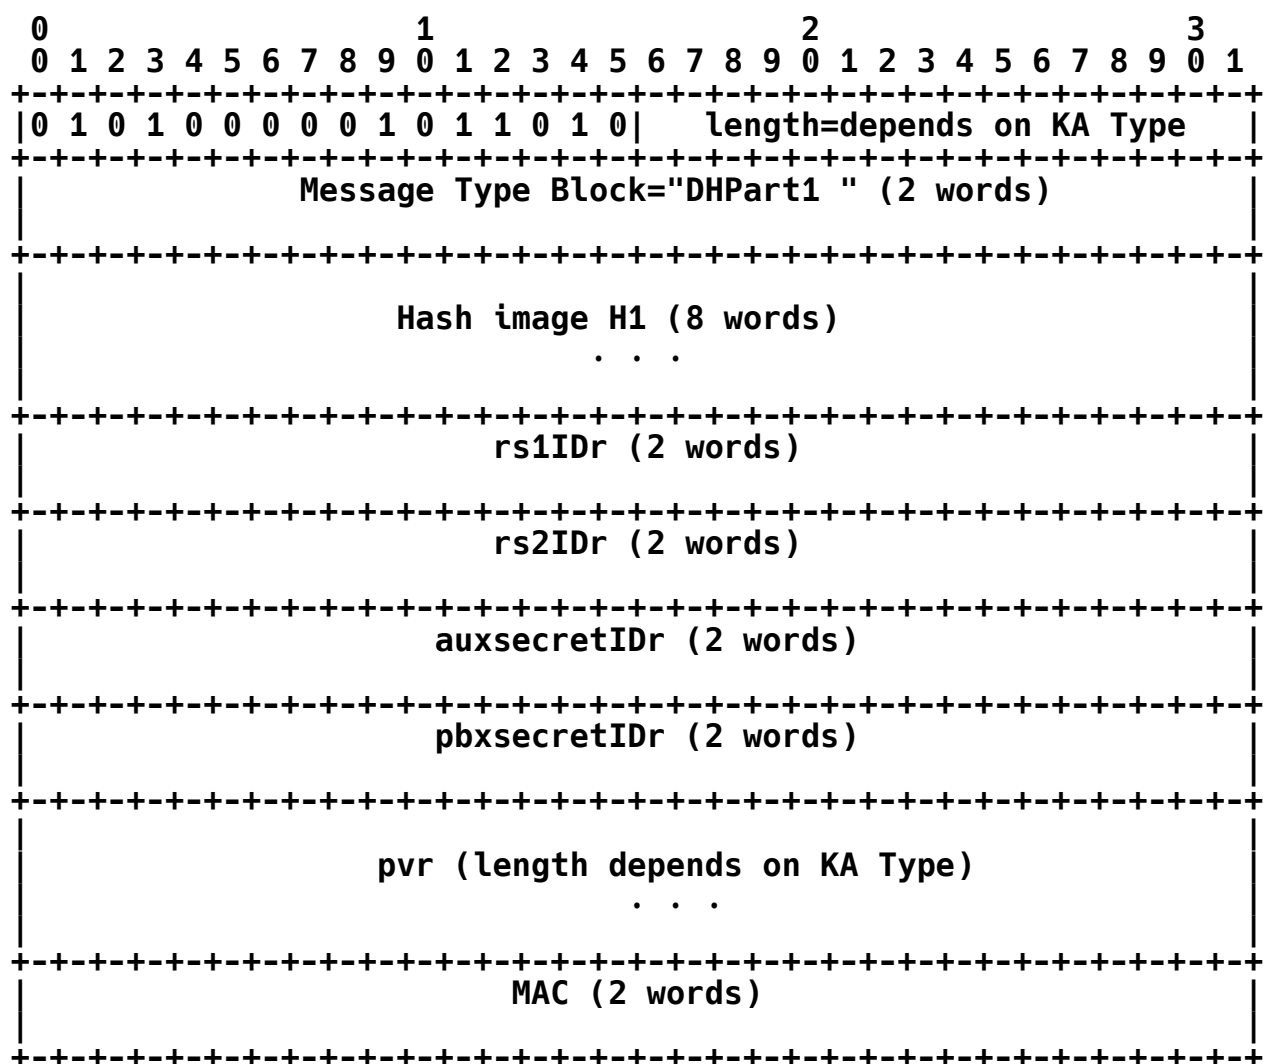 0                   1                   2                   3
 0 1 2 3 4 5 6 7 8 9 0 1 2 3 4 5 6 7 8 9 0 1 2 3 4 5 6 7 8 9 0 1
+-+-+-+-+-+-+-+-+-+-+-+-+-+-+-+-+-+-+-+-+-+-+-+-+-+-+-+-+-+-+-+-+
|0 1 0 1 0 0 0 0 0 1 0 1 1 0 1 0|   length=depends on KA Type   |
+-+-+-+-+-+-+-+-+-+-+-+-+-+-+-+-+-+-+-+-+-+-+-+-+-+-+-+-+-+-+-+-+
|              Message Type Block="DHPart1 " (2 words)          |
|                                                               |
+-+-+-+-+-+-+-+-+-+-+-+-+-+-+-+-+-+-+-+-+-+-+-+-+-+-+-+-+-+-+-+-+
|                                                               |
|                   Hash image H1 (8 words)                     |
|                             . . .                             |
|                                                               |
+-+-+-+-+-+-+-+-+-+-+-+-+-+-+-+-+-+-+-+-+-+-+-+-+-+-+-+-+-+-+-+-+
|                        rs1IDr (2 words)                       |
|                                                               |
+-+-+-+-+-+-+-+-+-+-+-+-+-+-+-+-+-+-+-+-+-+-+-+-+-+-+-+-+-+-+-+-+
|                        rs2IDr (2 words)                       |
|                                                               |
+-+-+-+-+-+-+-+-+-+-+-+-+-+-+-+-+-+-+-+-+-+-+-+-+-+-+-+-+-+-+-+-+
|                     auxsecretIDr (2 words)                    |
|                                                               |
+-+-+-+-+-+-+-+-+-+-+-+-+-+-+-+-+-+-+-+-+-+-+-+-+-+-+-+-+-+-+-+-+
|                     pbxsecretIDr (2 words)                    |
|                                                               |
+-+-+-+-+-+-+-+-+-+-+-+-+-+-+-+-+-+-+-+-+-+-+-+-+-+-+-+-+-+-+-+-+
|                                                               |
|                  pvr (length depends on KA Type)              |
|                               . . .                           |
|                                                               |
+-+-+-+-+-+-+-+-+-+-+-+-+-+-+-+-+-+-+-+-+-+-+-+-+-+-+-+-+-+-+-+-+
|                         MAC (2 words)                         |
|                                                               |
+-+-+-+-+-+-+-+-+-+-+-+-+-+-+-+-+-+-+-+-+-+-+-+-+-+-+-+-+-+-+-+-+